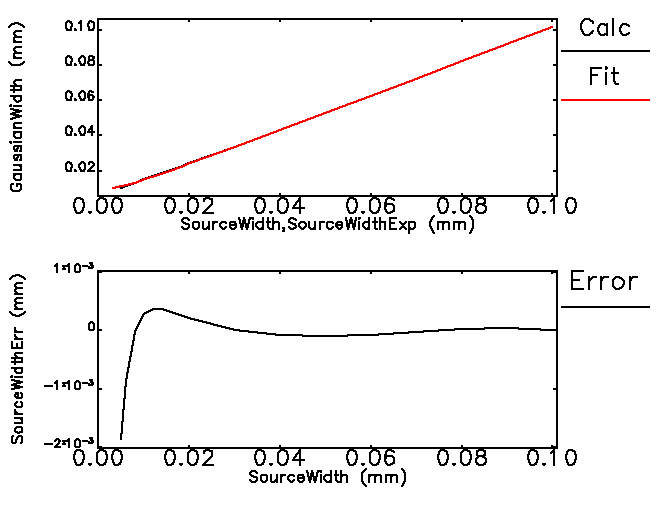 GaussianWidth (mm)
0.10
0.08
0.06
0.04
0.02
0.00 0.02 0.04 0.06 0.08 0.10
SourceWidth,SourceWidthExp (mm)
Calc
Fit
SourceWidthErr (mm)
1*10⁻³
0
-1*10⁻³
-2*10⁻³
0.00 0.02 0.04 0.06 0.08 0.10
SourceWidth (mm)
Error